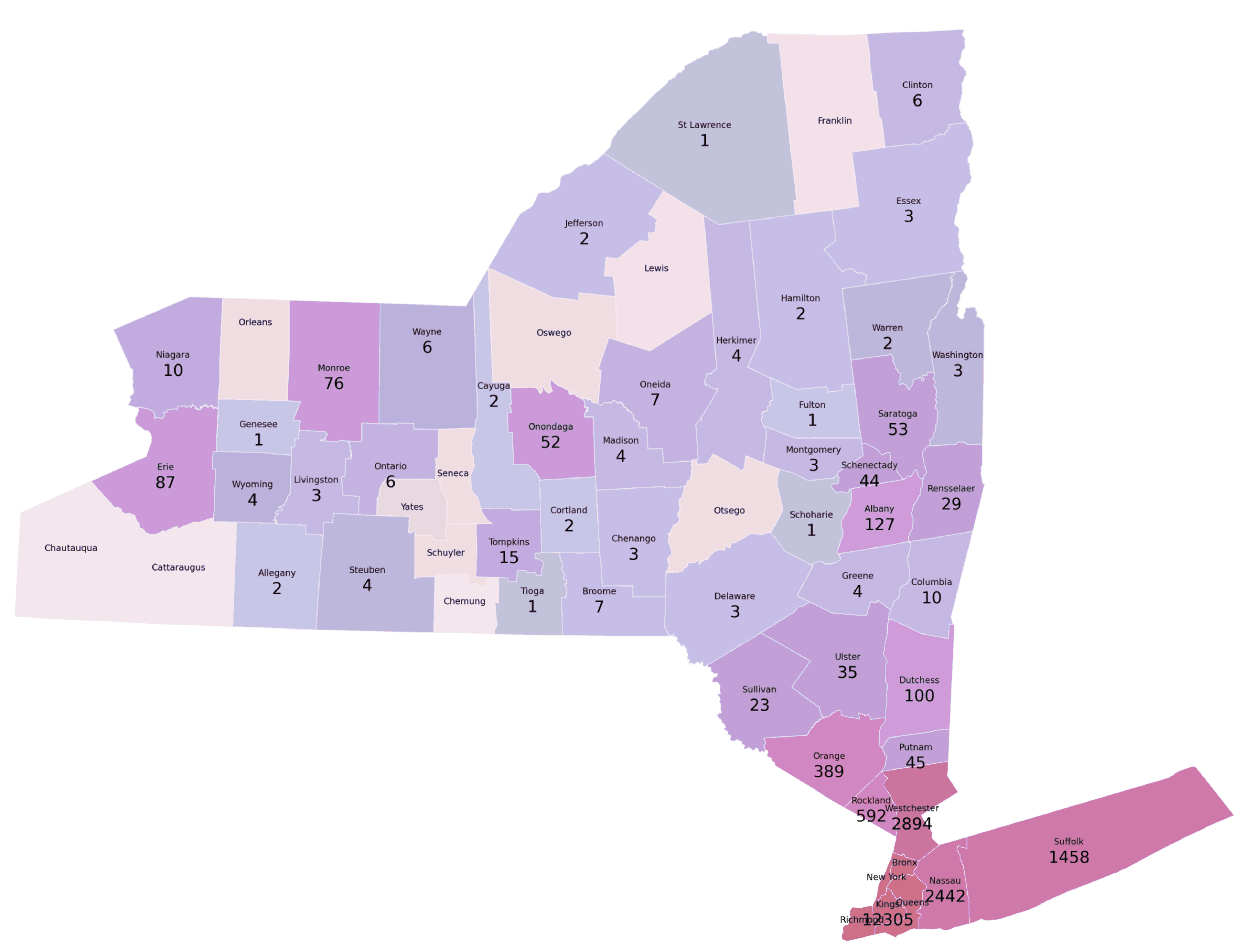 Clinton
6
St Lawrence
1
Franklin
Essex
3
Jefferson
2
Lewis
Hamilton
2
Orleans
Wayne
6
Oswego
Warren
2
Herkimer
4
Washington
3
Niagara
10
Monroe
76
Cayuga
2
Oneida
7
Fulton
1
Saratoga
53
Genesee
1
Onondaga
52
Madison
4
Montgomery
3
Schenectady
44
Erie
87
Wyoming
4
Livingston
3
Ontario
6
Seneca
Rensselaer
29
Yates
Cortland
2
Otsego
Schoharie
1
Albany
127
Chautauqua
Cattaraugus
Allegany
2
Steuben
4
Schuyler
Tompkins
15
Chenango
3
Greene
4
Columbia
10
Chemung
Tioga
1
Broome
7
Delaware
3
Ulster
35
Sullivan
23
Dutchess
100
Orange
389
Putnam
45
Rockland
592
Westchester
2894
Suffolk
1458
Bronx
New York
Nassau
2442
Kings
Queens
Richmond
12305